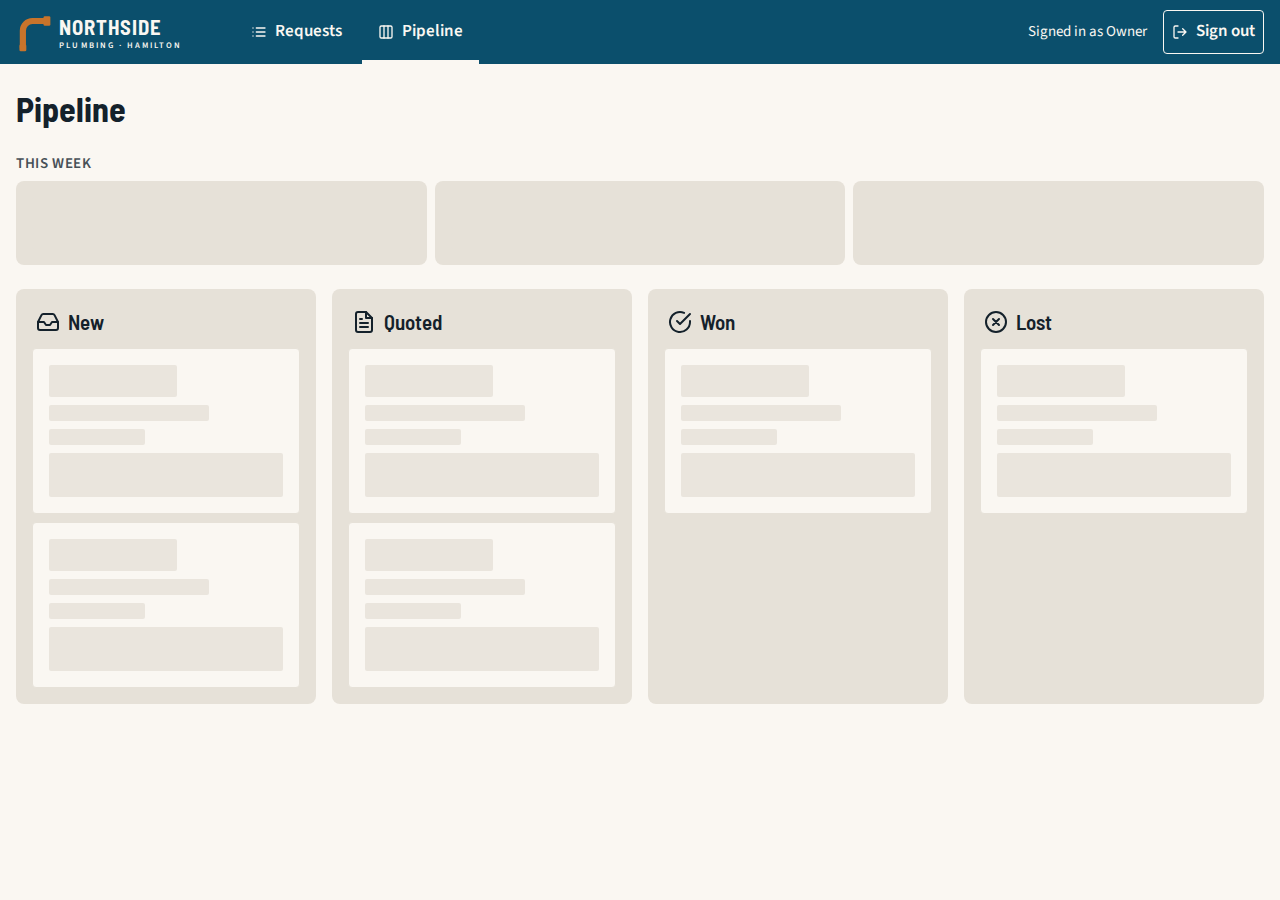 NORTHSIDE
PLUMBING · HAMILTON
Requests
Pipeline
Signed in as Owner
Sign out
Pipeline
THIS WEEK
New
Quoted
Won
Lost